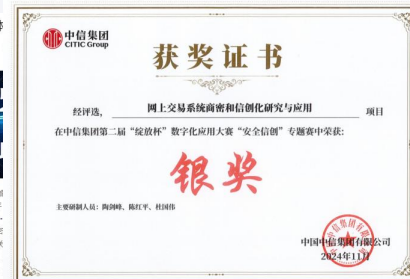 中信集团
CITIC Group
获奖证书
经评选， 网上交易系统商密和信创化研究与应用 项目
在中信集团第二届“绽放杯”数字化应用大赛“安全信创”专题赛中荣获：
银奖
主要研制人员：陶剑峰、陈红平、杜国伟
中国中信集团有限公司
2024年11月